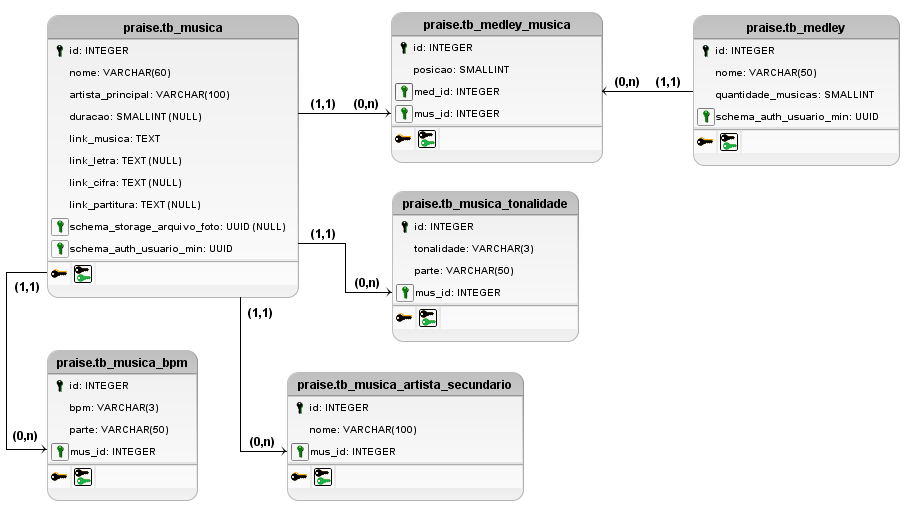 praise.tb_musica
id: INTEGER
nome: VARCHAR(60)
artista_principal: VARCHAR(100)
duracao: SMALLINT (NULL)
link_musica: TEXT
link_letra: TEXT (NULL)
link_cifra: TEXT (NULL)
link_partitura: TEXT (NULL)
schema_storage_arquivo_foto: UUID (NULL)
schema_auth_usuario_min: UUID
(1,1)
(0,n)
praise.tb_medley_musica
id: INTEGER
posicao: SMALLINT
med_id: INTEGER
mus_id: INTEGER
(0,n)
(1,1)
praise.tb_medley
id: INTEGER
nome: VARCHAR(50)
quantidade_musicas: SMALLINT
schema_auth_usuario_min: UUID
(1,1)
(0,n)
praise.tb_musica_tonalidade
id: INTEGER
tonalidade: VARCHAR(3)
parte: VARCHAR(50)
mus_id: INTEGER
(1,1)
(0,n)
praise.tb_musica_bpm
id: INTEGER
bpm: VARCHAR(3)
parte: VARCHAR(50)
mus_id: INTEGER
(1,1)
(0,n)
praise.tb_musica_artista_secundario
id: INTEGER
nome: VARCHAR(100)
mus_id: INTEGER